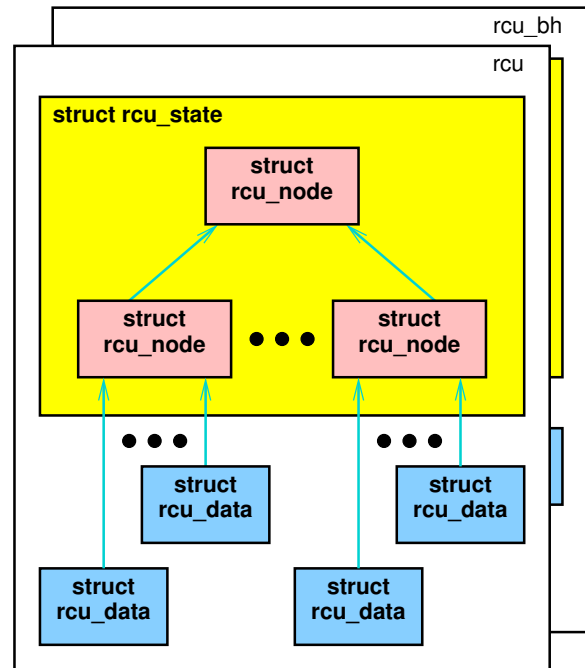 rcu_bh
rcu
struct rcu_state
struct
rcu_node
struct
rcu_node
struct
rcu_node
struct
rcu_data
struct
rcu_data
struct
rcu_data
struct
rcu_data